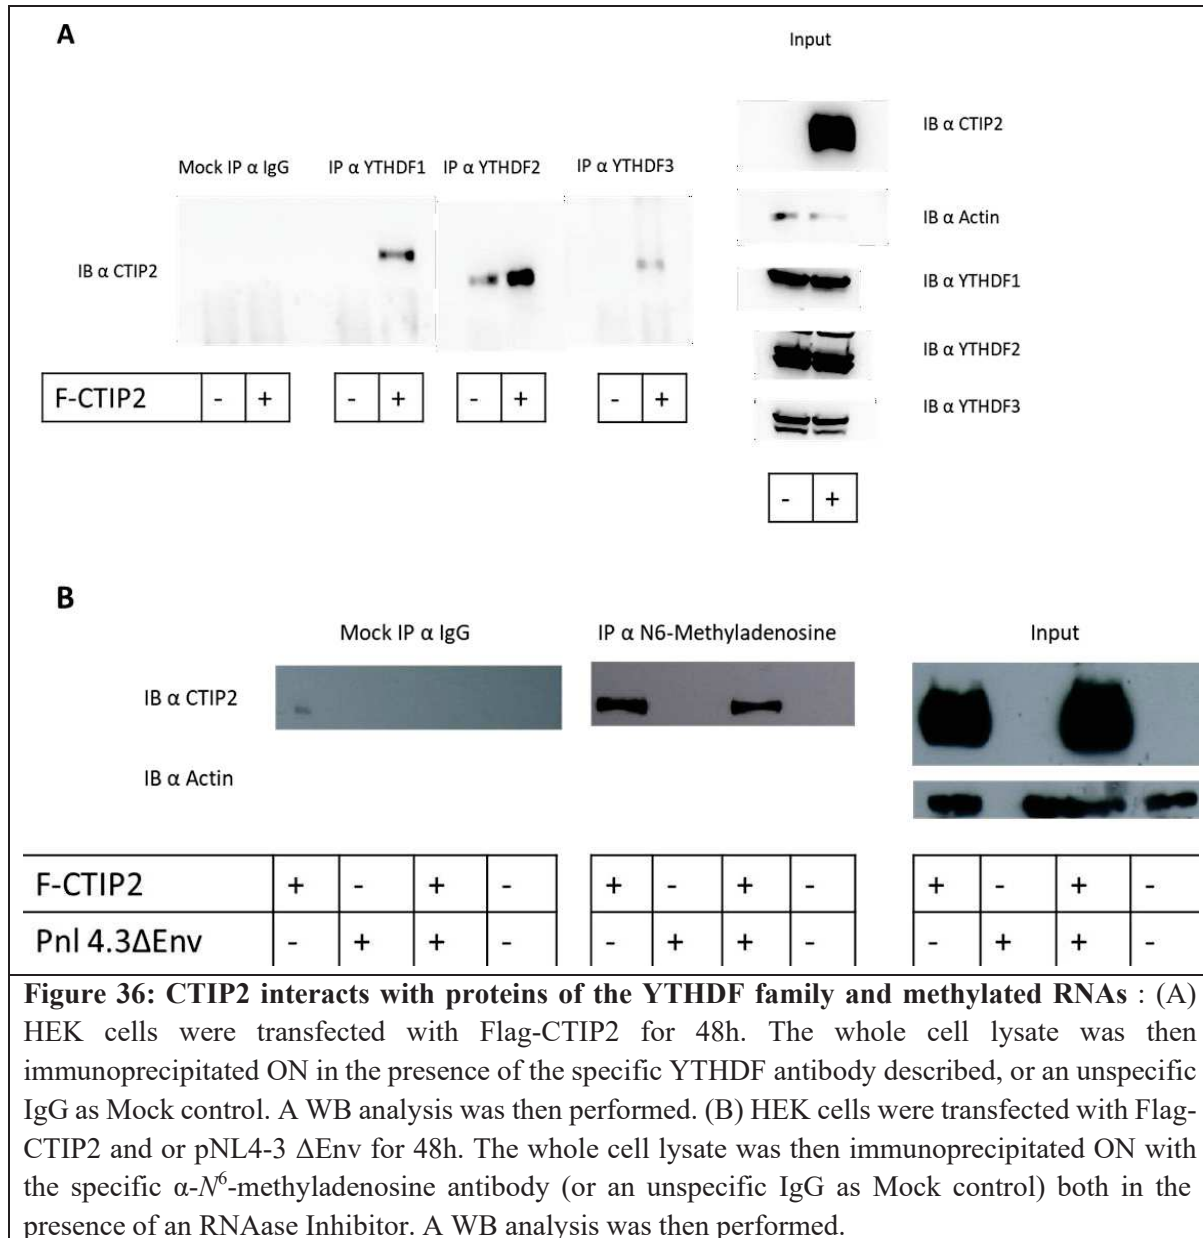 A
Input
IB α CTIP2
Mock IP α IgG IP α YTHDF1 IP α YTHDF2 IP α YTHDF3
IB α Actin
IB α CTIP2
IB α YTHDF1
IB α YTHDF2
F-CTIP2 - + - + - + - +
IB α YTHDF3
- +
B
Mock IP α IgG IP α N6-Methyladenosine Input
IB α CTIP2
IB α Actin
F-CTIP2 + - + - + - + - + - + -
Pnl 4.3ΔEnv - + + - - + + - - + + -
Figure 36: CTIP2 interacts with proteins of the YTHDF family and methylated RNAs : (A)
HEK cells were transfected with Flag-CTIP2 for 48h. The whole cell lysate was then
immunoprecipitated ON in the presence of the specific YTHDF antibody described, or an unspecific
IgG as Mock control. A WB analysis was then performed. (B) HEK cells were transfected with Flag-
CTIP2 and or pNL4-3 ΔEnv for 48h. The whole cell lysate was then immunoprecipitated ON with
the specific α-N⁶-methyladenosine antibody (or an unspecific IgG as Mock control) both in the
presence of an RNAase Inhibitor. A WB analysis was then performed.